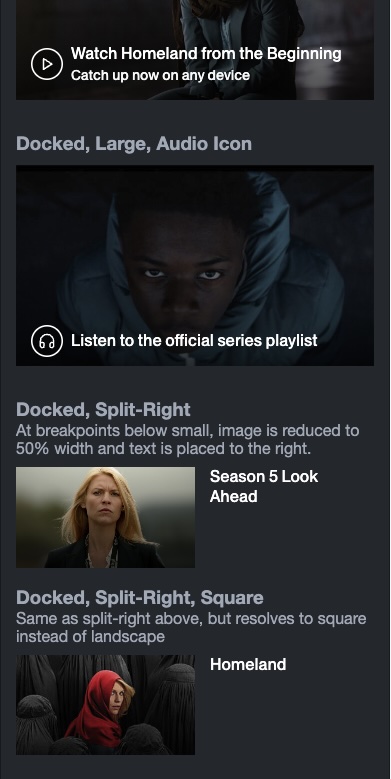 Watch Homeland from the Beginning
Catch up now on any device
Docked, Large, Audio Icon
Listen to the official series playlist
Docked, Split-Right
At breakpoints below small, image is reduced to
50% width and text is placed to the right.
Season 5 Look
Ahead
Docked, Split-Right, Square
Same as split-right above, but resolves to square
instead of landscape
Homeland